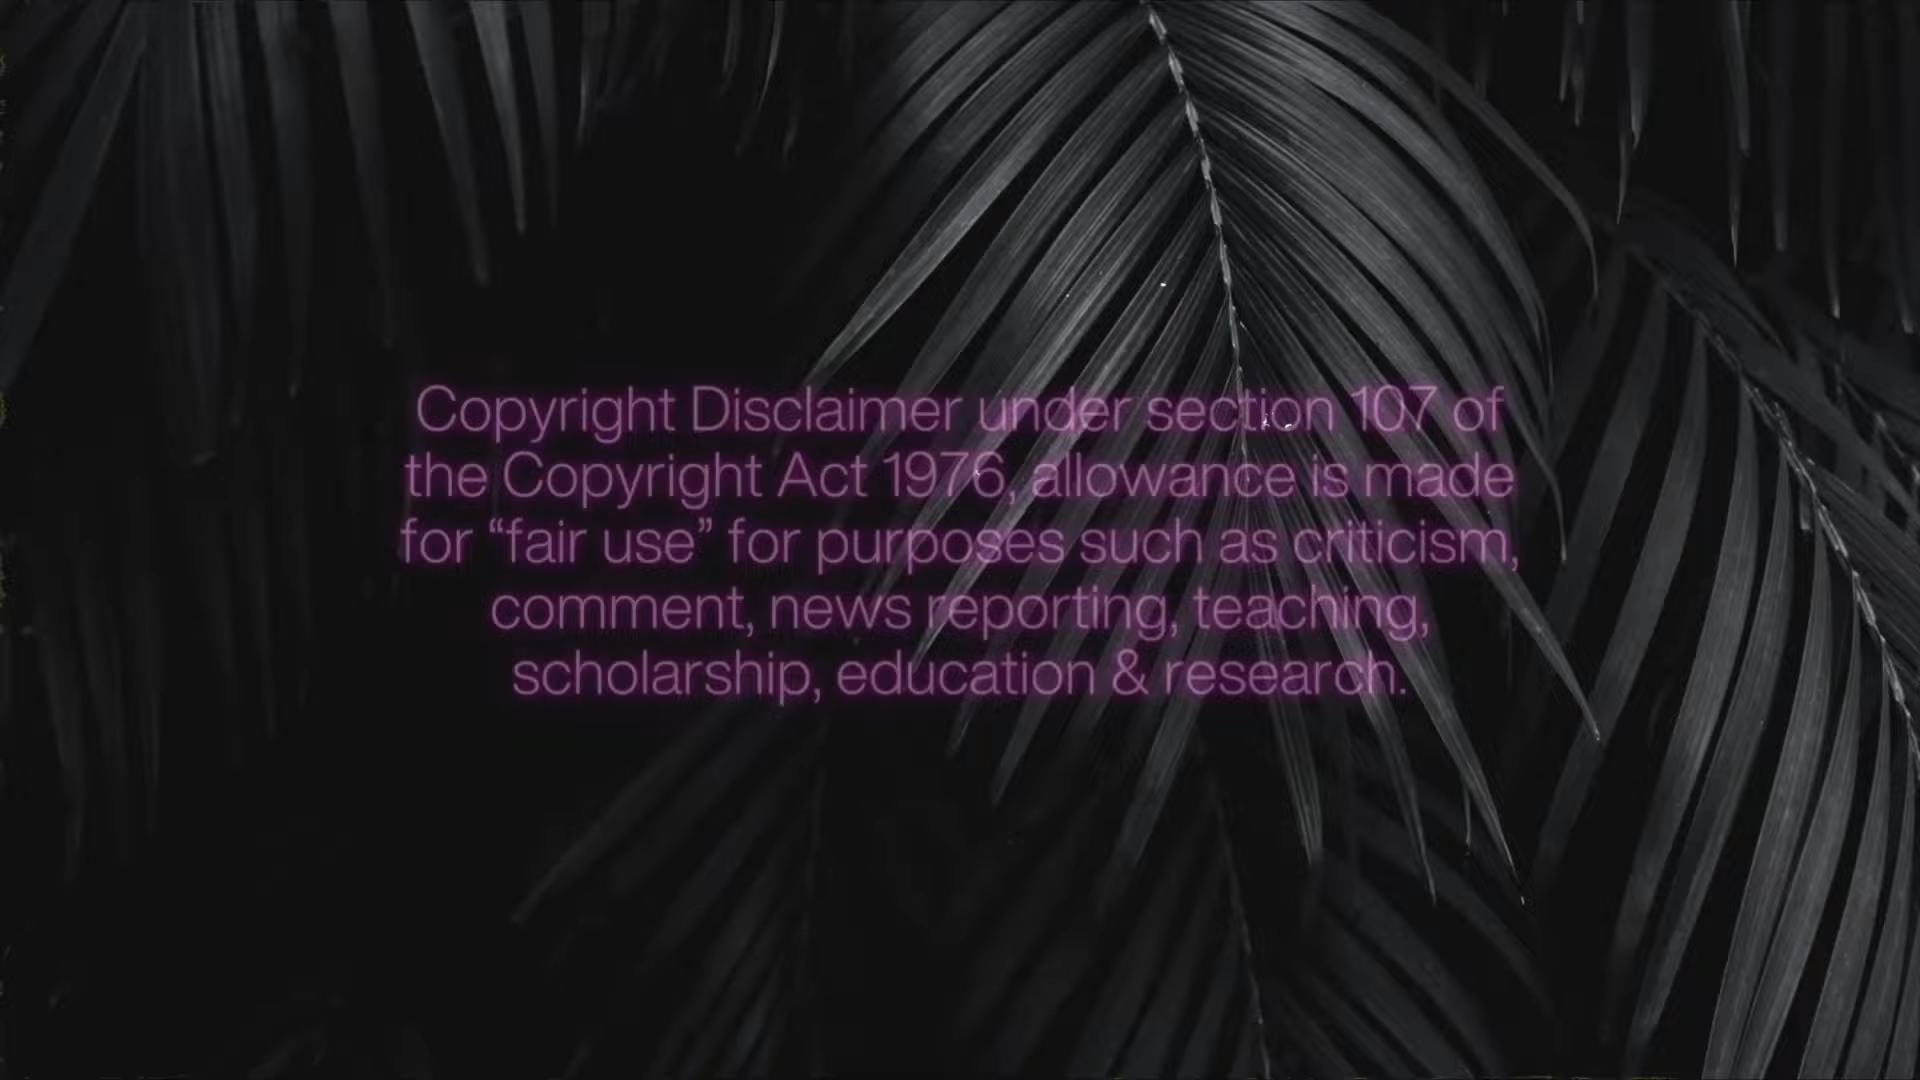 Copyright Disclaimer under section 107 of
the Copyright Act 1976, allowance is made
for “fair use” for purposes such as criticism,
comment, news reporting, teaching,
scholarship, education & research.